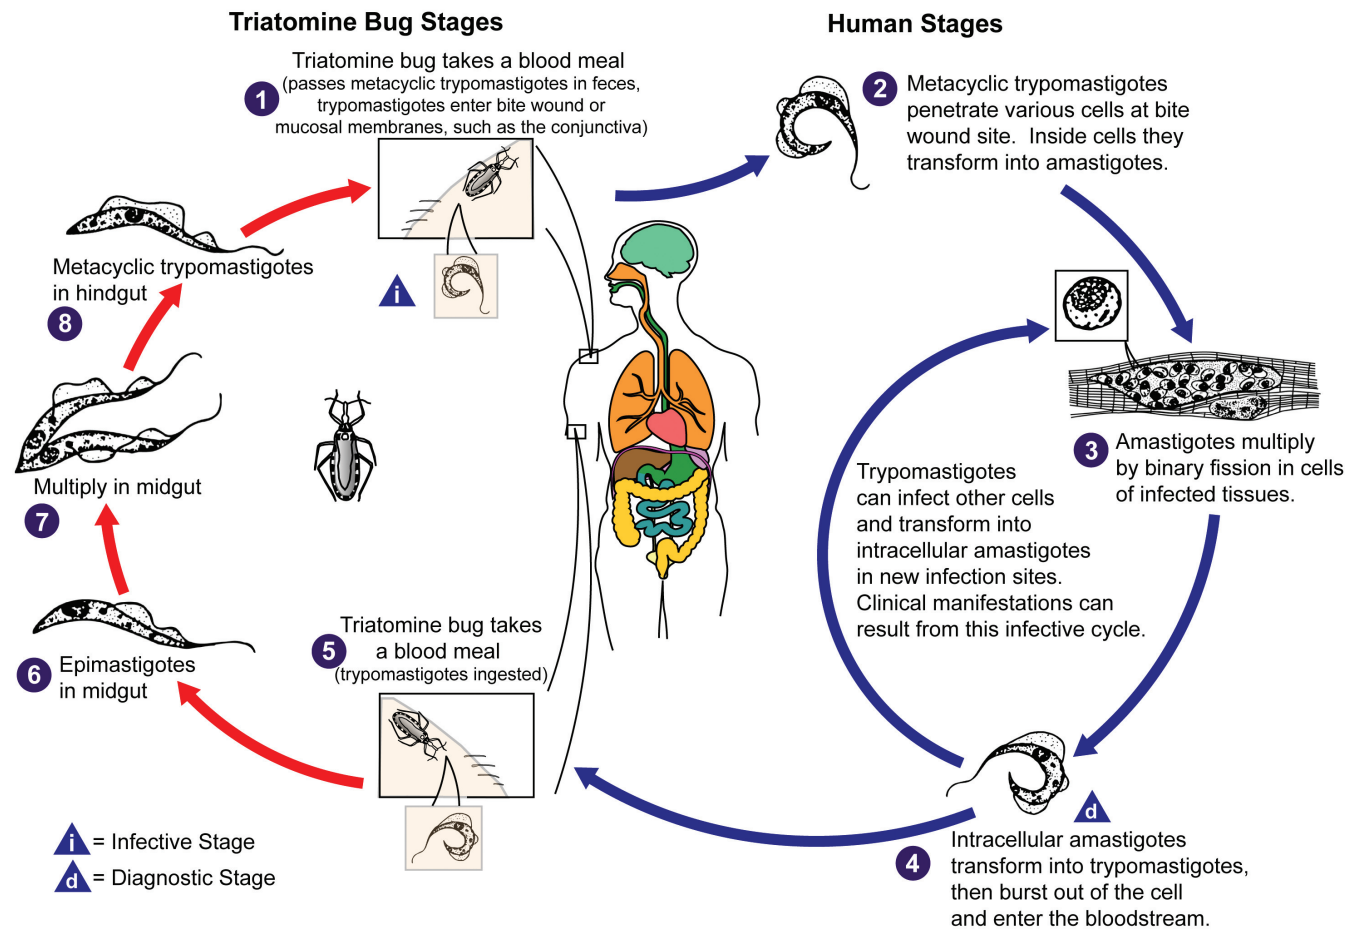 Triatomine Bug Stages
Human Stages
1
Triatomine bug takes a blood meal
(passes metacyclic trypomastigotes in feces,
trypomastigotes enter bite wound or
mucosal membranes, such as the conjunctiva)
i
2
Metacyclic trypomastigotes
penetrate various cells at bite
wound site.  Inside cells they
transform into amastigotes.
3
Amastigotes multiply
by binary fission in cells
of infected tissues.
Trypomastigotes
can infect other cells
and transform into
intracellular amastigotes
in new infection sites.
Clinical manifestations can
result from this infective cycle.
d
4
Intracellular amastigotes
transform into trypomastigotes,
then burst out of the cell
and enter the bloodstream.
5
Triatomine bug takes
a blood meal
(trypomastigotes ingested)
6
Epimastigotes
in midgut
Multiply in midgut
7
Metacyclic trypomastigotes
in hindgut
8
i = Infective Stage
d = Diagnostic Stage